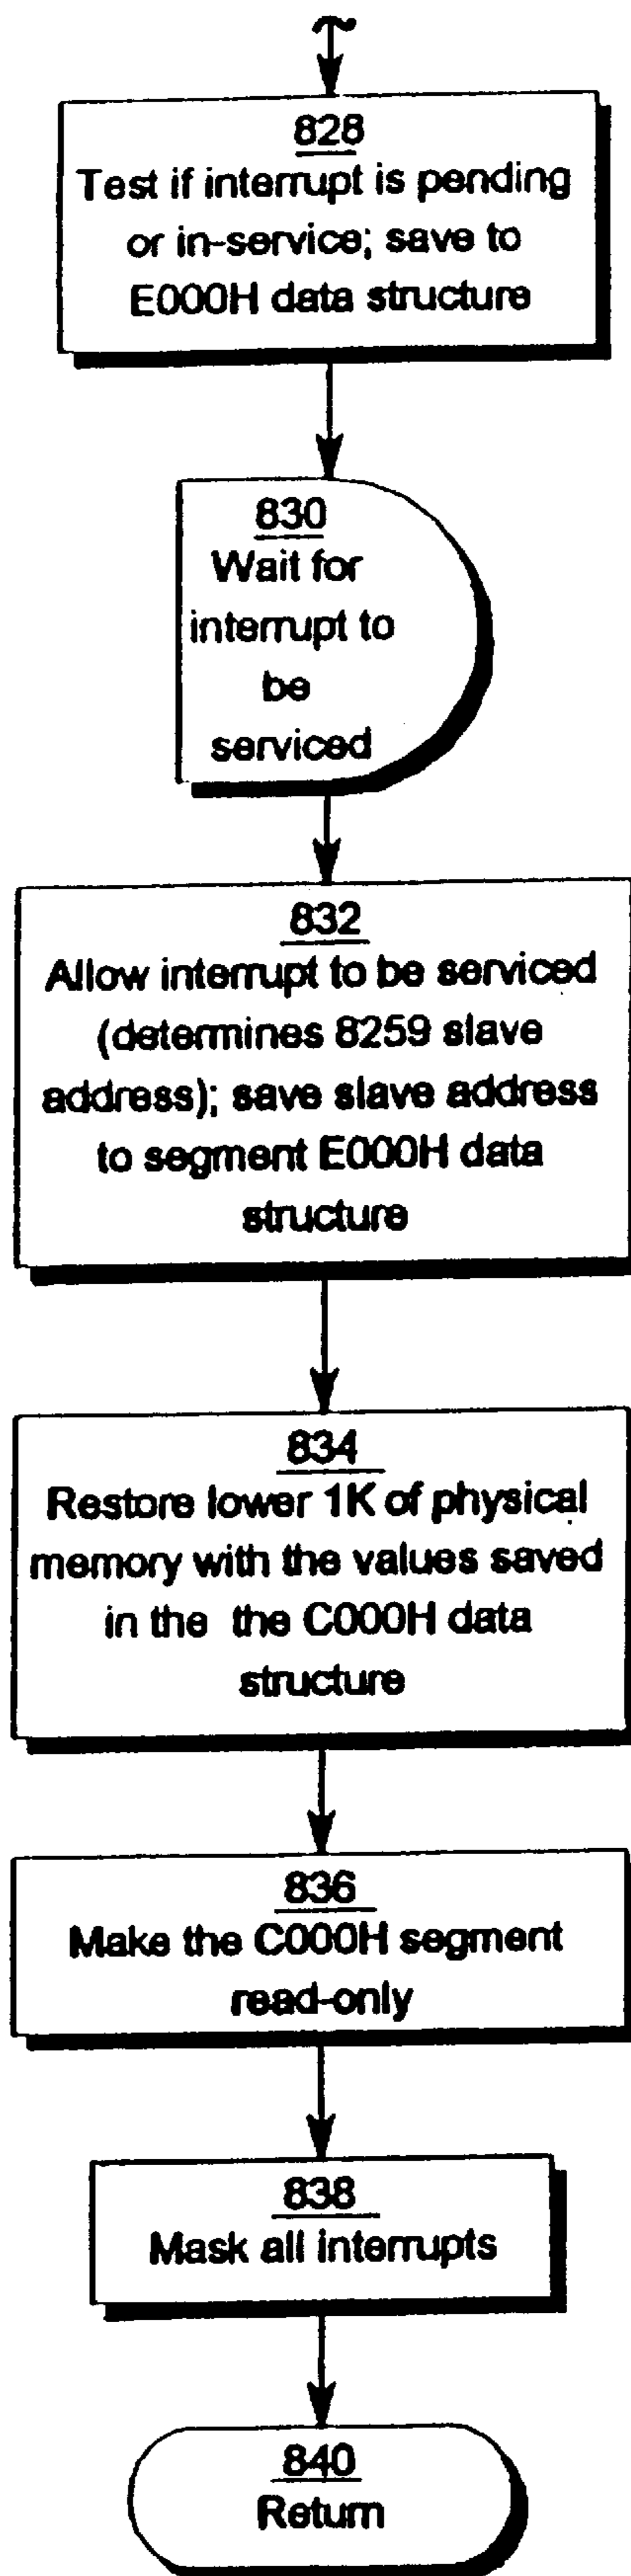 828
Test if interrupt is pending
or in-service; save to
E000H data structure
830
Wait for
interrupt to
be
serviced
832
Allow interrupt to be serviced
(determines 8259 slave
address); save slave address
to segment E000H data
structure
834
Restore lower 1K of physical
memory with the values saved
in the the C000H data
structure
836
Make the C000H segment
read-only
838
Mask all interrupts
840
Return